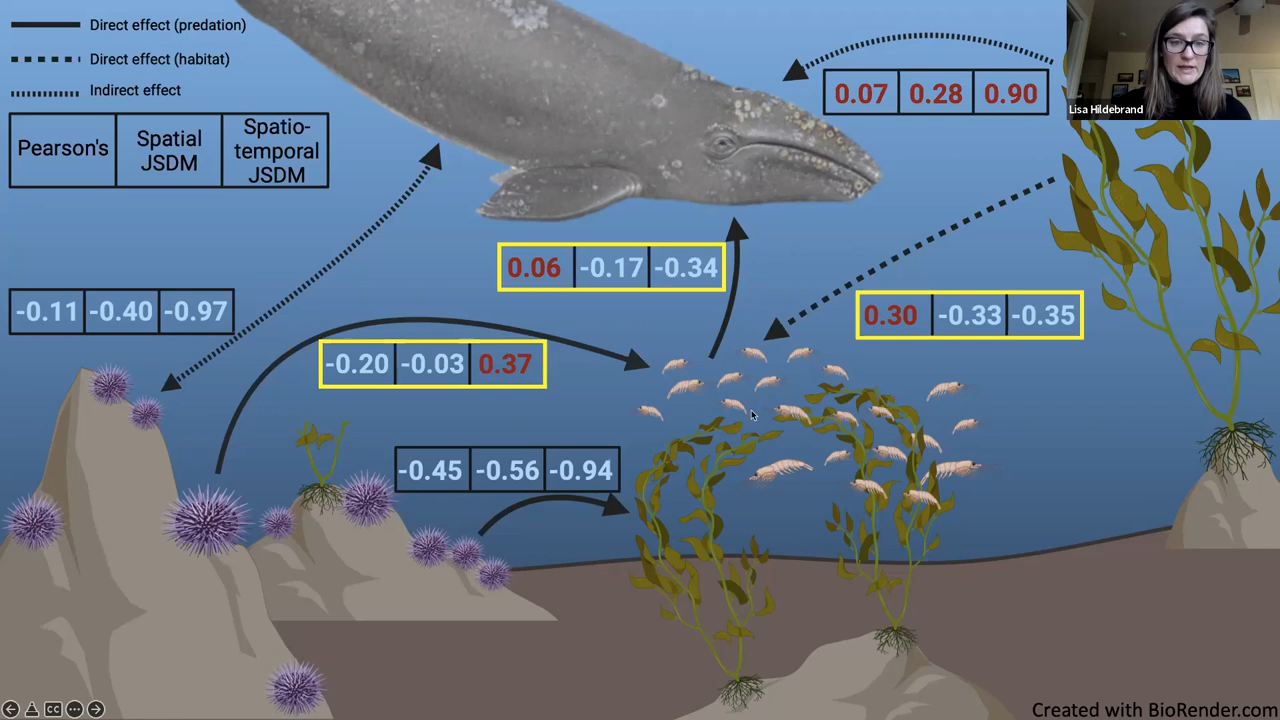 Direct effect (predation)
Direct effect (habitat)
Indirect effect
Pearson's
Spatial
JSDM
Spatio-
temporal
JSDM
0.07 0.28 0.90
Lisa Hildebrand
0.06 -0.17 -0.34
-0.11 -0.40 -0.97
0.30 -0.33 -0.35
-0.20 -0.03 0.37
-0.45 -0.56 -0.94
CC
Created with BioRender.com